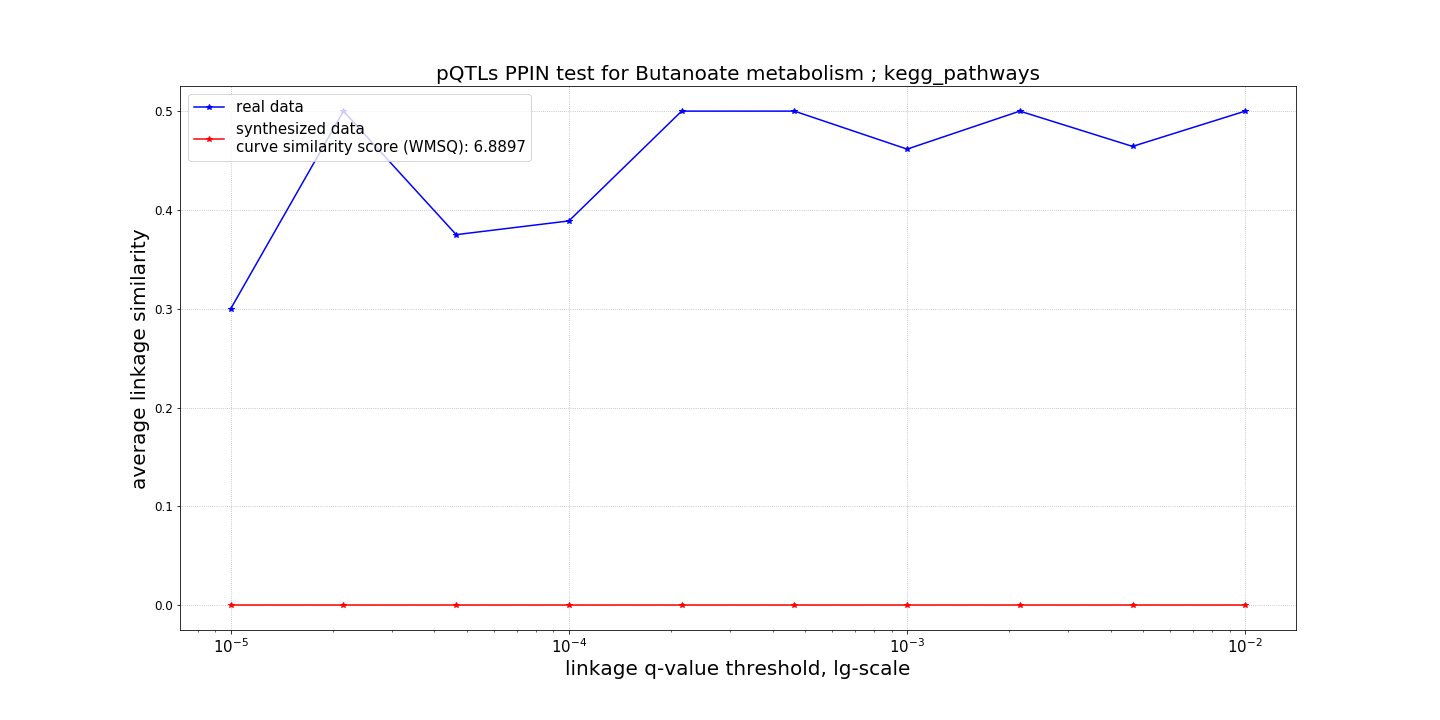 pQTLs PPIN test for Butanoate metabolism ; kegg_pathways
real data
synthesized data
curve similarity score (WMSQ): 6.8897
average linkage similarity
0.5
0.4
0.3
0.2
0.1
0.0
10⁻⁵ 10⁻⁴ 10⁻³ 10⁻²
linkage q-value threshold, lg-scale